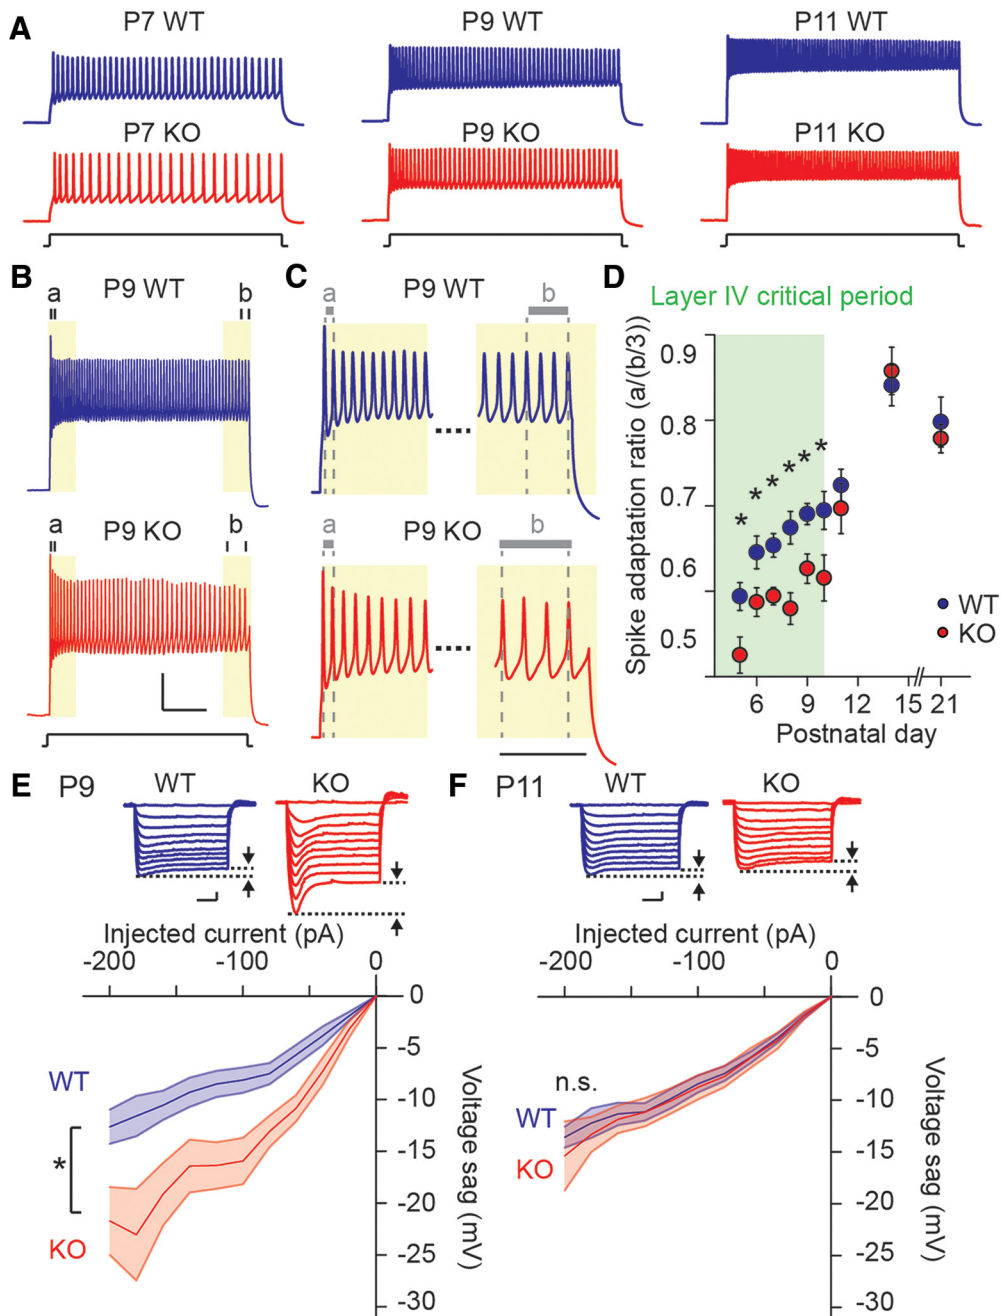 A
P7 WT
P9 WT
P11 WT
P7 KO
P9 KO
P11 KO
B
a
P9 WT
b
a
P9 KO
b
C
a
P9 WT
b
a
P9 KO
b
D
Layer IV critical period
Spike adaptation ratio (a/(b/3))
0.9
0.8
0.7
0.6
0.5
*
*
*
*
*
*
WT
KO
6
9
12
15
21
Postnatal day
E
P9
WT
KO
Injected current (pA)
-200
-100
0
0
-5
-10
-15
-20
-25
-30
Voltage sag (mV)
WT
*
KO
F
P11
WT
KO
Injected current (pA)
-200
-100
0
0
-5
-10
-15
-20
-25
-30
Voltage sag (mV)
n.s.
WT
KO